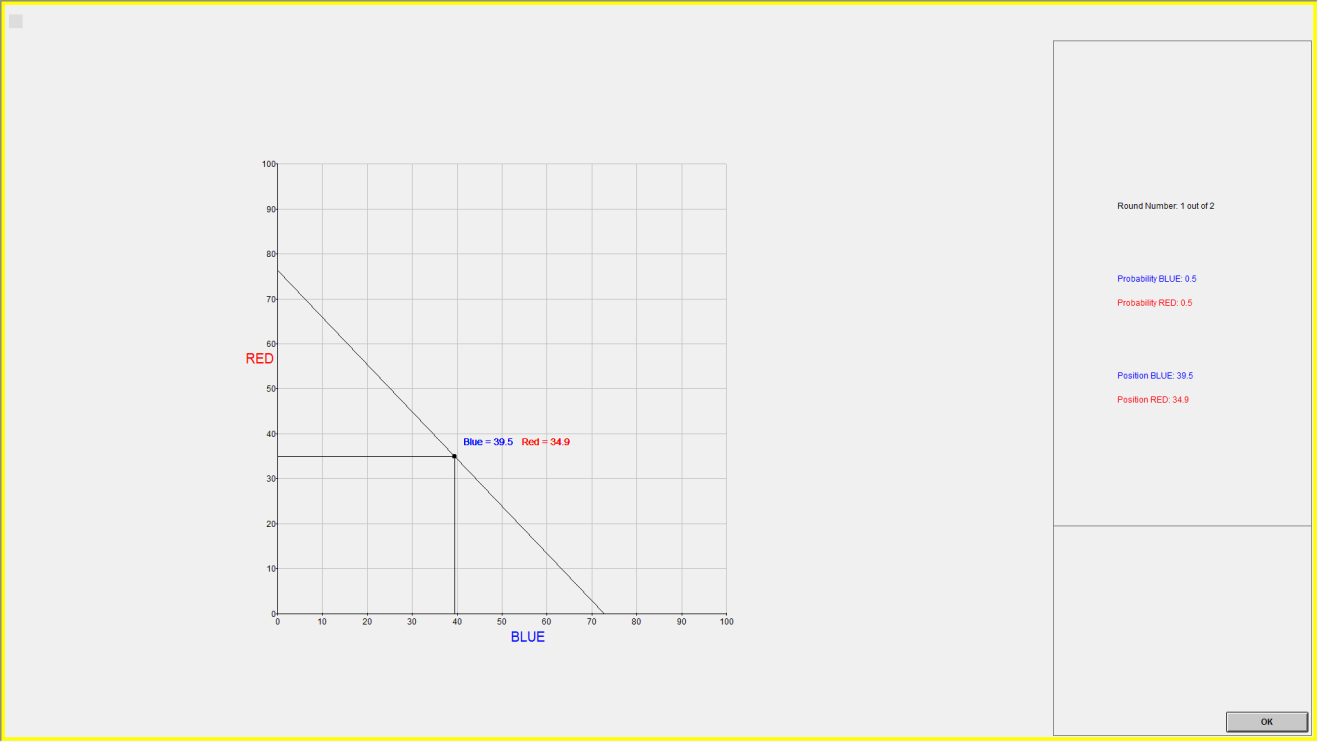 Round Number: 1 out of 2
Probability BLUE: 0.5
Probability RED: 0.5
Position BLUE: 39.5
Position RED: 34.9
100
90
80
70
60
RED
50
40
Blue = 39.5 Red = 34.9
30
20
10
0
0 10 20 30 40 50 60 70 80 90 100
BLUE
OK